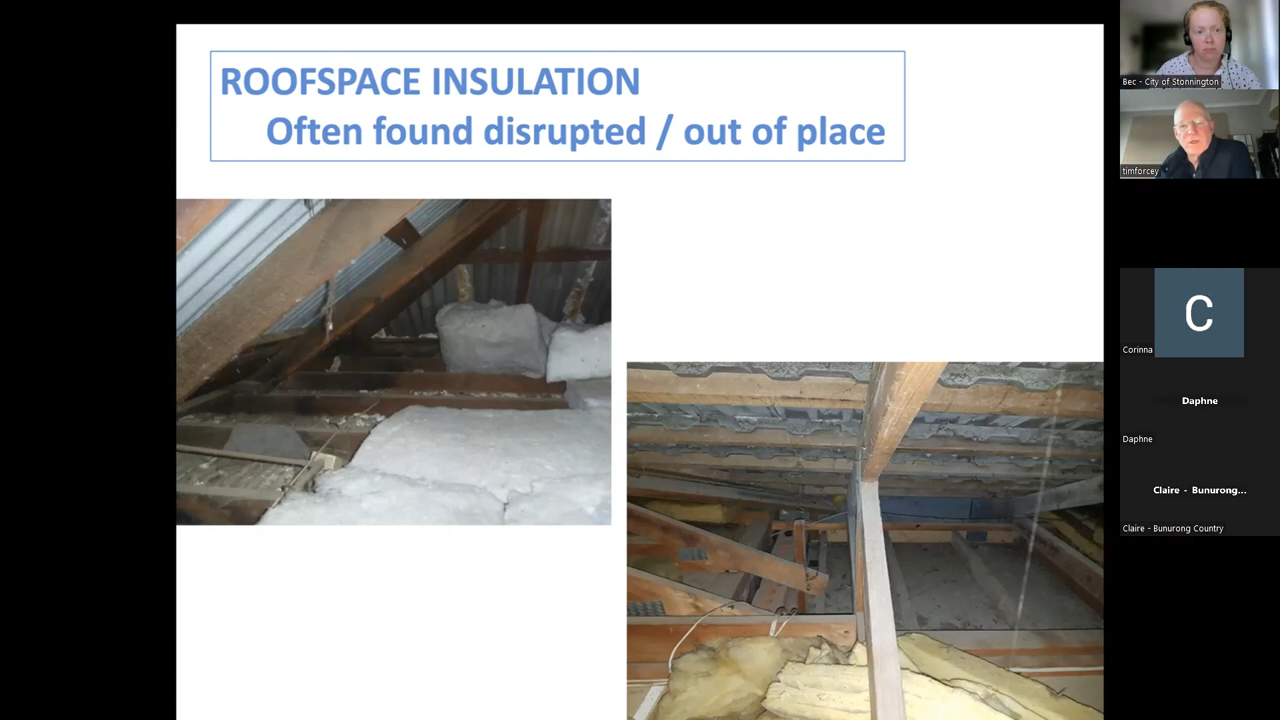 ROOFSPACE INSULATION
Often found disrupted / out of place
Bec - City of Stonnington
timforcey
C
Corinna
Daphne
Daphne
Claire - Bunurong...
Claire - Bunurong Country